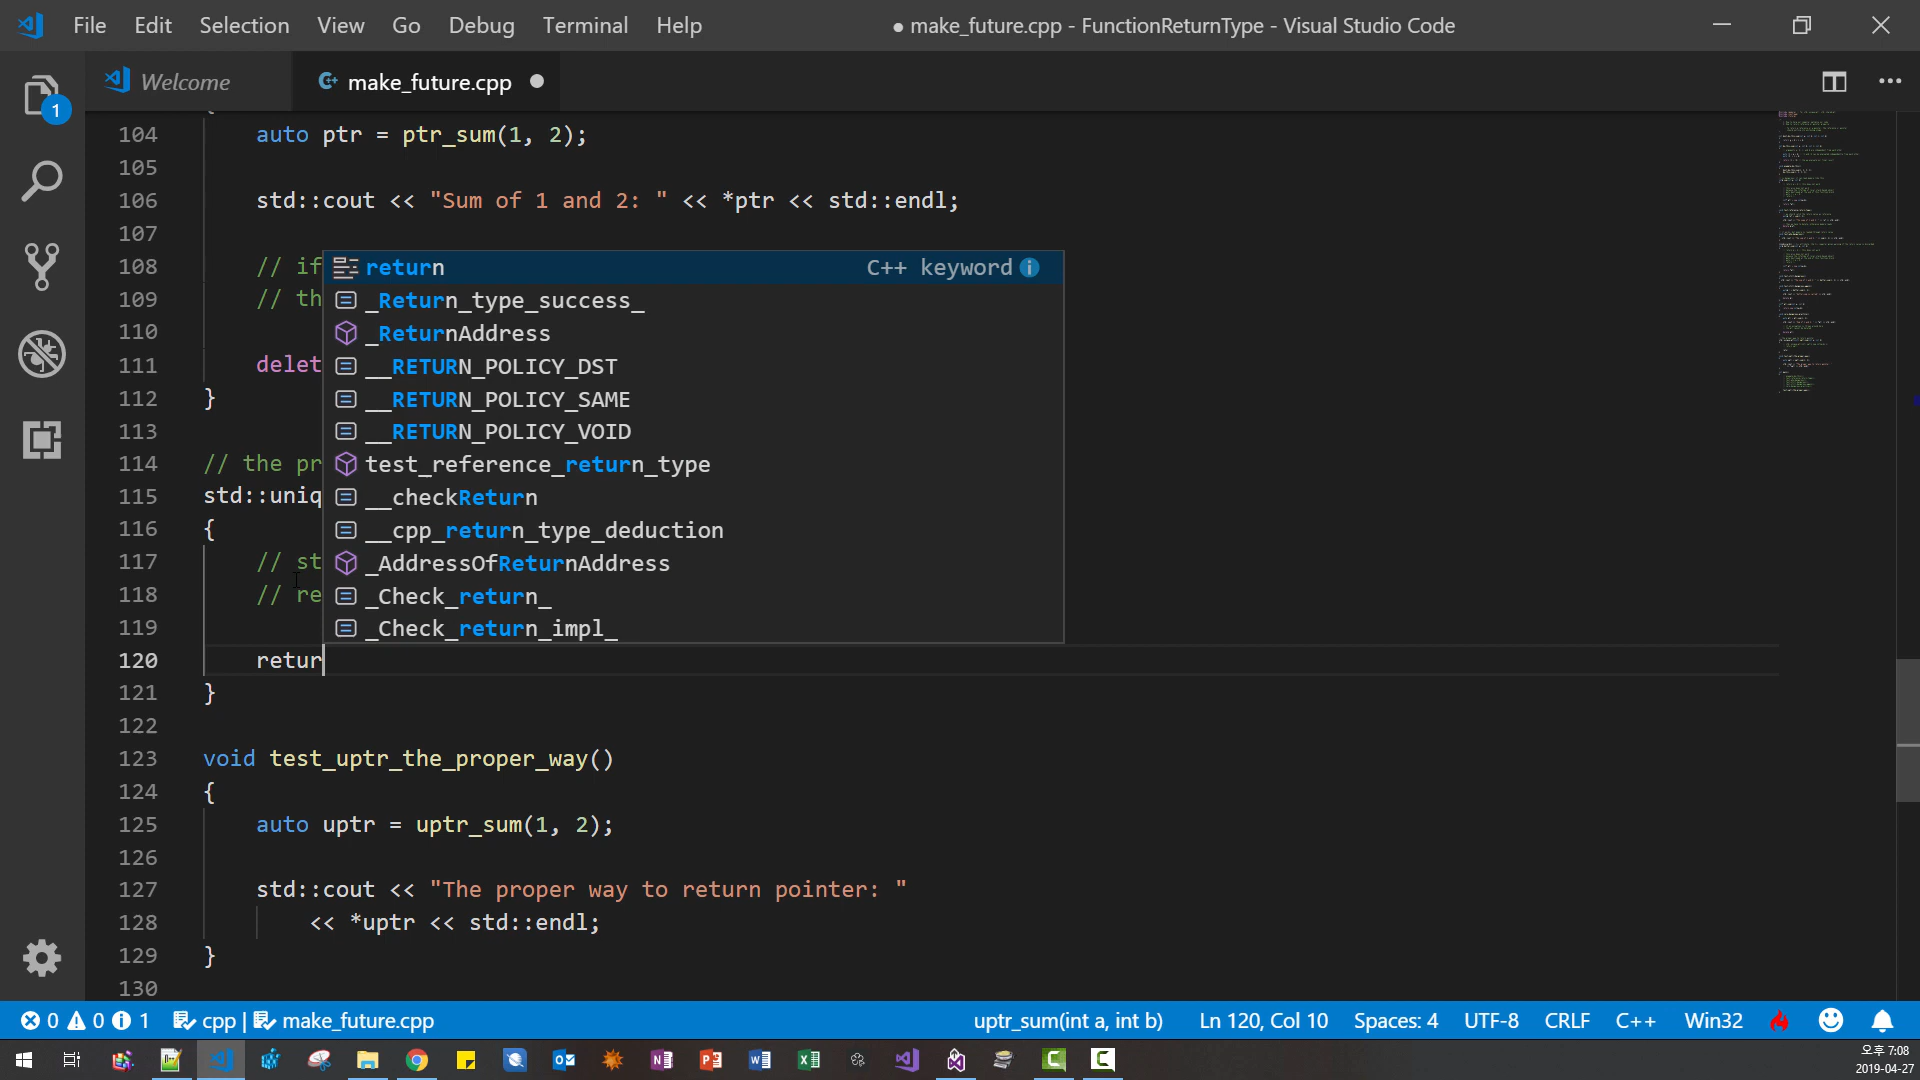 File Edit Selection View Go Debug Terminal Help ● make_future.cpp - FunctionReturnType - Visual Studio Code
Welcome make_future.cpp ●
1
104 auto ptr = ptr_sum(1, 2);
105
106 std::cout << "Sum of 1 and 2: " << *ptr << std::endl;
107
108 // if
109 // th
110
111 delet
112 }
113
114 // the pr
115 std::uniq
116 {
117 // st
118 // re
119
120 retur
121 }
122
123 void test_uptr_the_proper_way()
124 {
125 auto uptr = uptr_sum(1, 2);
126
127 std::cout << "The proper way to return pointer: "
128 << *uptr << std::endl;
129 }
130
return C++ keyword
_Return_type_success_
_ReturnAddress
__RETURN_POLICY_DST
__RETURN_POLICY_SAME
__RETURN_POLICY_VOID
test_reference_return_type
__checkReturn
__cpp_return_type_deduction
_AddressOfReturnAddress
_Check_return_
_Check_return_impl_
0 0 1 cpp | make_future.cpp uptr_sum(int a, int b) Ln 120, Col 10 Spaces: 4 UTF-8 CRLF C++ Win32
오후 7:08
2019-04-27